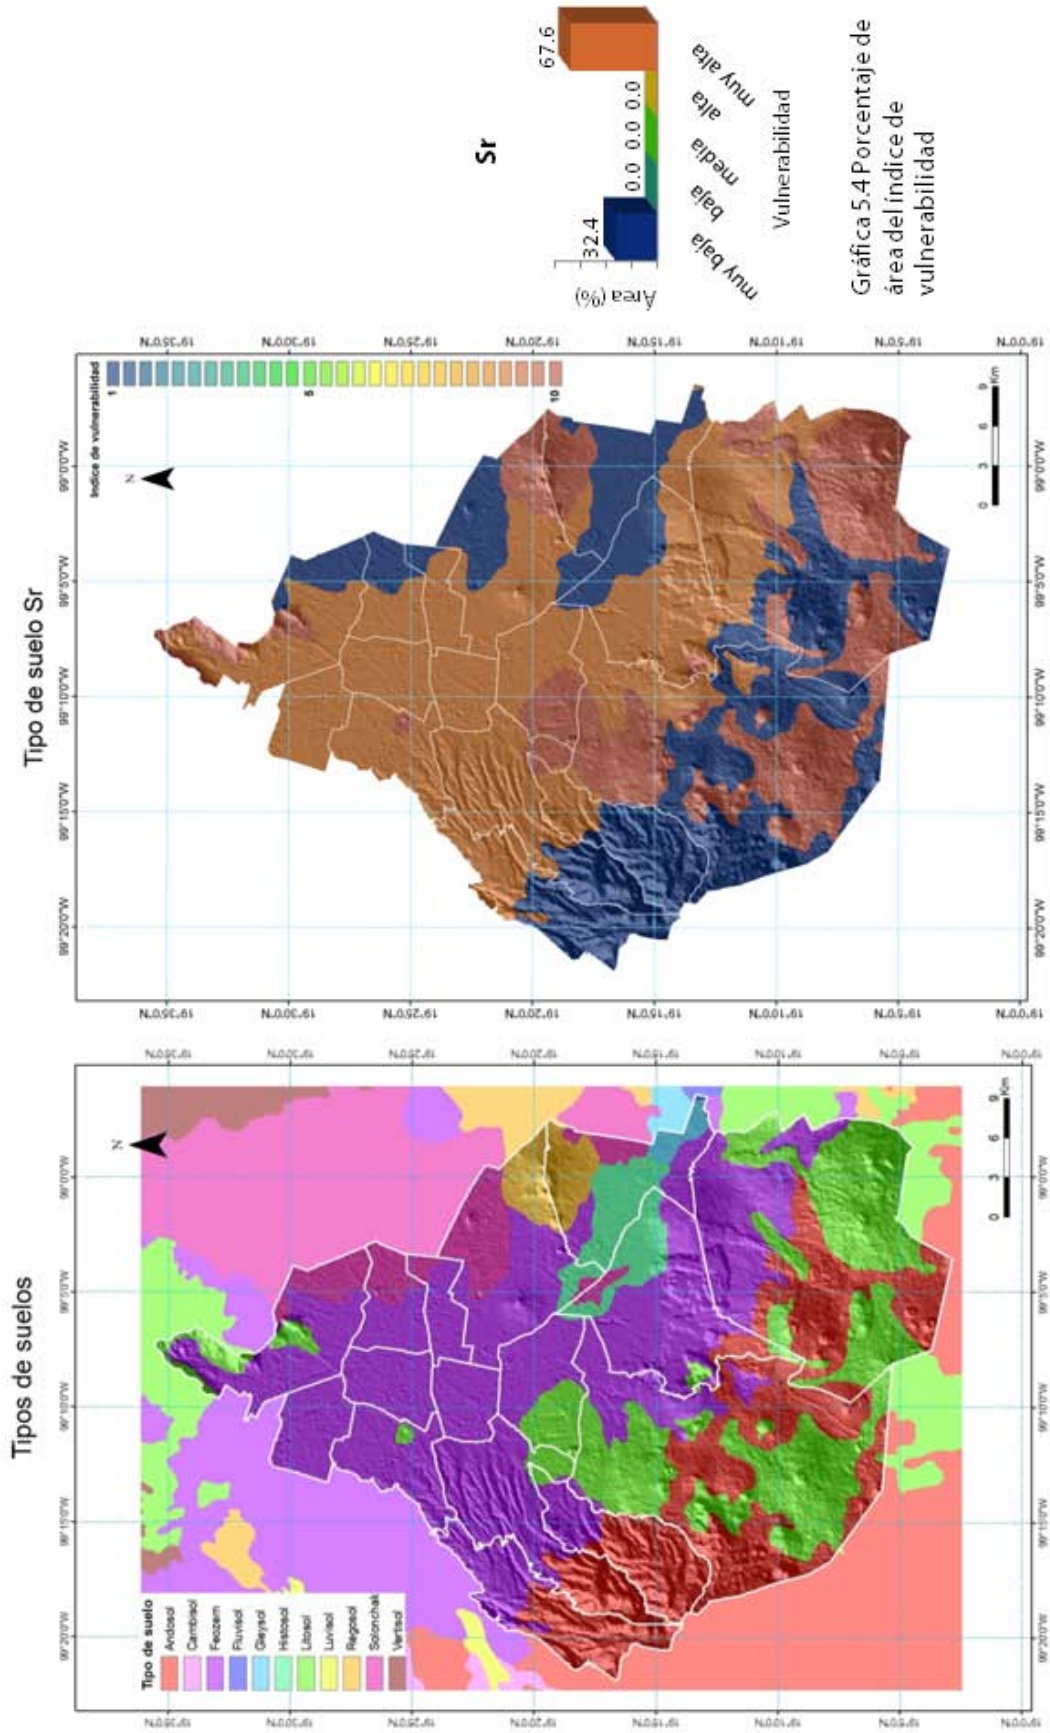 Tipos de suelos
N
Tipo de suelo
Andosol
Cambisol
Feozem
Fluvisol
Gleysol
Histosol
Litosol
Luvisol
Regosol
Solonchak
Vertisol
99°20'0"W
99°15'0"W
99°10'0"W
99°5'0"W
99°0'0"W
19°35'0"N
19°30'0"N
19°25'0"N
19°20'0"N
19°15'0"N
19°10'0"N
19°5'0"N
19°0'0"N
0 3 6 9
Km
Tipo de suelo Sr
N
Indice de vulnerabilidad
1
5
10
99°20'0"W
99°15'0"W
99°10'0"W
99°5'0"W
99°0'0"W
19°35'0"N
19°30'0"N
19°25'0"N
19°20'0"N
19°15'0"N
19°10'0"N
19°5'0"N
19°0'0"N
0 3 6 9
Km
Sr
Área (%)
32.4
0.0 0.0 0.0
67.6
muy baja
baja
media
alta
muy alta
Vulnerabilidad
Gráfica 5.4 Porcentaje de
área del índice de
vulnerabilidad